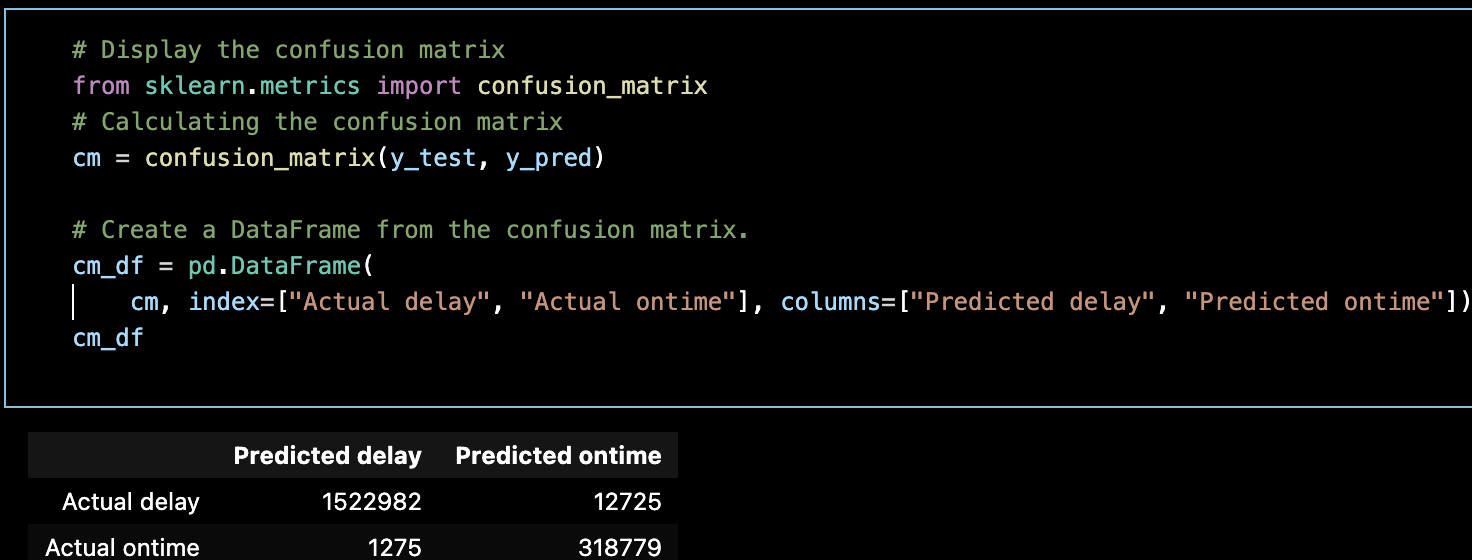 # Display the confusion matrix
from sklearn.metrics import confusion_matrix
# Calculating the confusion matrix
cm = confusion_matrix(y_test, y_pred)
# Create a DataFrame from the confusion matrix.
cm_df = pd.DataFrame(
cm, index=["Actual delay", "Actual ontime"], columns=["Predicted delay", "Predicted ontime"])
cm_df
Predicted delay Predicted ontime
Actual delay 1522982 12725
Actual ontime 1275 318779